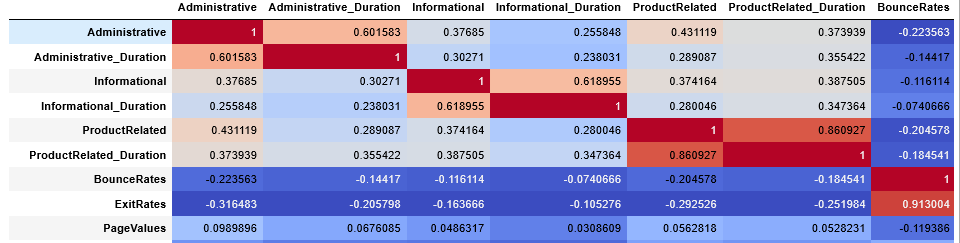 Administrative Administrative_Duration Informational Informational_Duration ProductRelated ProductRelated_Duration BounceRates
Administrative 1 0.601583 0.37685 0.255848 0.431119 0.373939 -0.223563
Administrative_Duration 0.601583 1 0.30271 0.238031 0.289087 0.355422 -0.14417
Informational 0.37685 0.30271 1 0.618955 0.374164 0.387505 -0.116114
Informational_Duration 0.255848 0.238031 0.618955 1 0.280046 0.347364 -0.0740666
ProductRelated 0.431119 0.289087 0.374164 0.280046 1 0.860927 -0.204578
ProductRelated_Duration 0.373939 0.355422 0.387505 0.347364 0.860927 1 -0.184541
BounceRates -0.223563 -0.14417 -0.116114 -0.0740666 -0.204578 -0.184541 1
ExitRates -0.316483 -0.205798 -0.163666 -0.105276 -0.292526 -0.251984 0.913004
PageValues 0.0989896 0.0676085 0.0486317 0.0308609 0.0562818 0.0528231 -0.119386